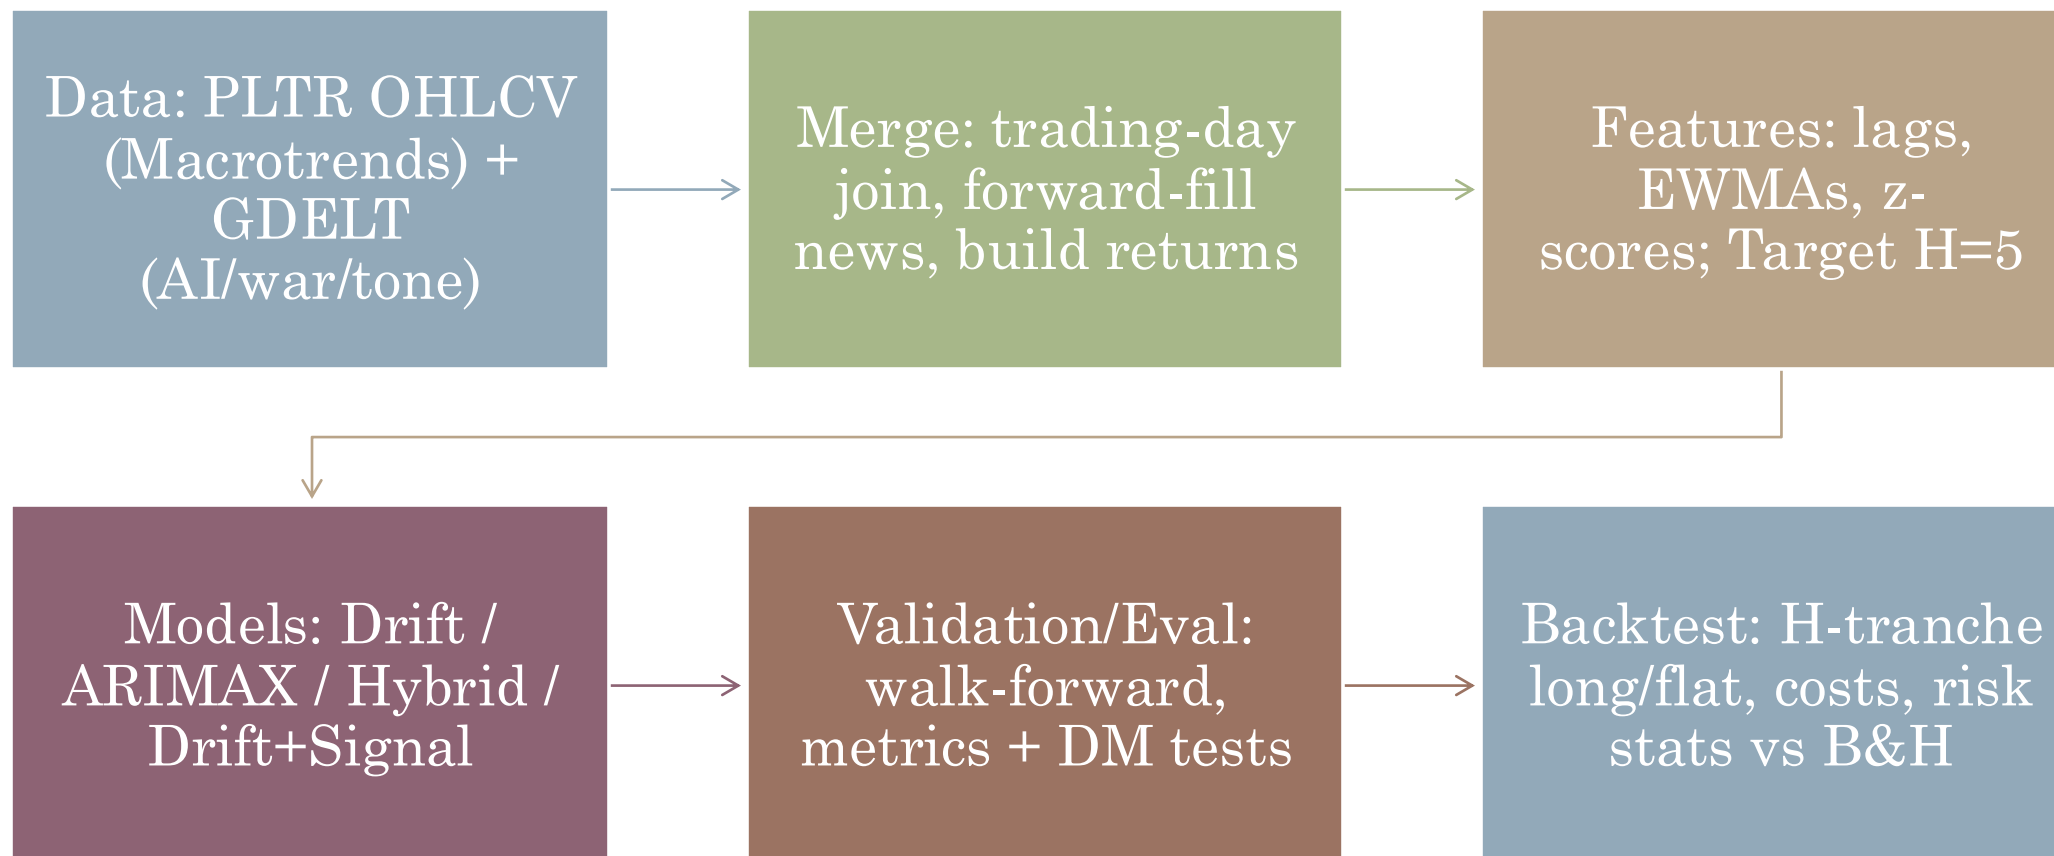 Data: PLTR OHLCV
(Macrotrends) +
GDELT
(AI/war/tone)
Merge: trading-day
join, forward-fill
news, build returns
Features: lags,
EWMAs, z-
scores; Target H=5
Models: Drift /
ARIMAX / Hybrid /
Drift+Signal
Validation/Eval:
walk-forward,
metrics + DM tests
Backtest: H-tranche
long/flat, costs, risk
stats vs B&H